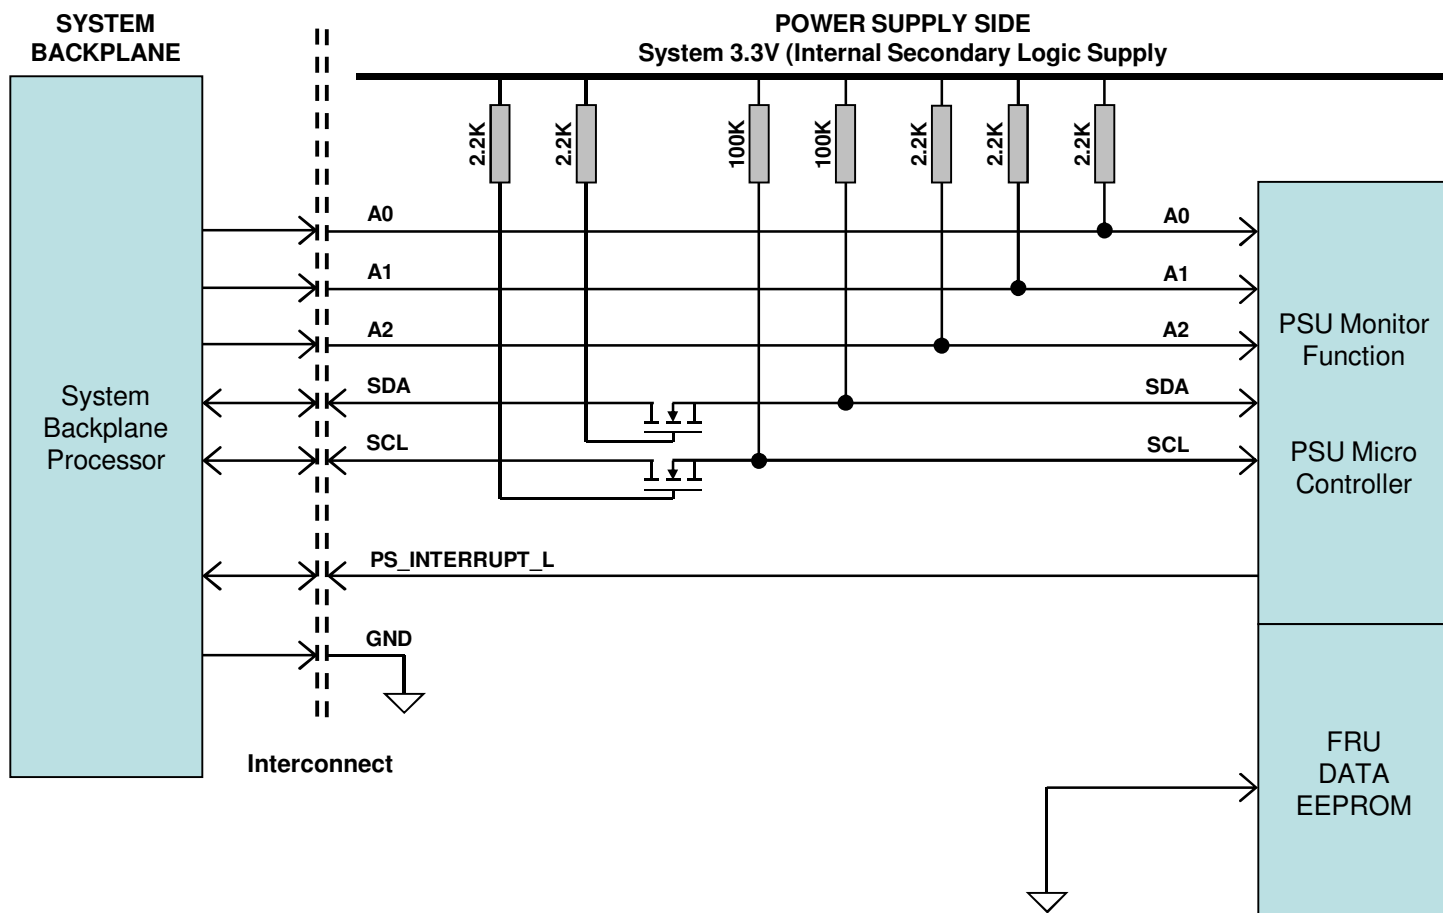 SYSTEM
BACKPLANE
POWER SUPPLY SIDE
System 3.3V (Internal Secondary Logic Supply
2.2K
2.2K
100K
100K
2.2K
2.2K
2.2K
A0
A0
A1
A1
A2
A2
SDA
SDA
SCL
SCL
PS_INTERRUPT_L
GND
System
Backplane
Processor
PSU Monitor
Function
PSU Micro
Controller
FRU
DATA
EEPROM
Interconnect